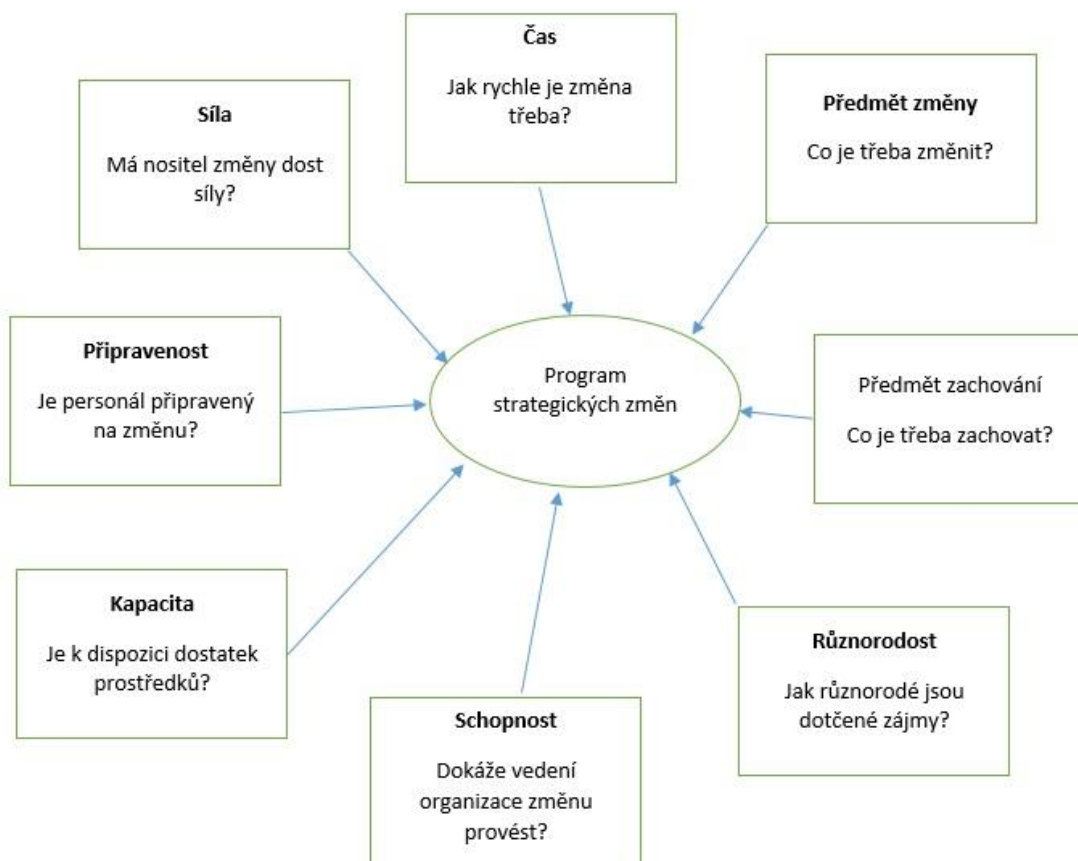 Čas
Jak rychle je změna
třeba?
Síla
Má nositel změny dost
síly?
Předmět změny
Co je třeba změnit?
Připravenost
Je personál připravený
na změnu?
Program
strategických změn
Předmět zachování
Co je třeba zachovat?
Kapacita
Je k dispozici dostatek
prostředků?
Schopnost
Dokáže vedení
organizace změnu
provést?
Různorodost
Jak různorodé jsou
dotčené zájmy?